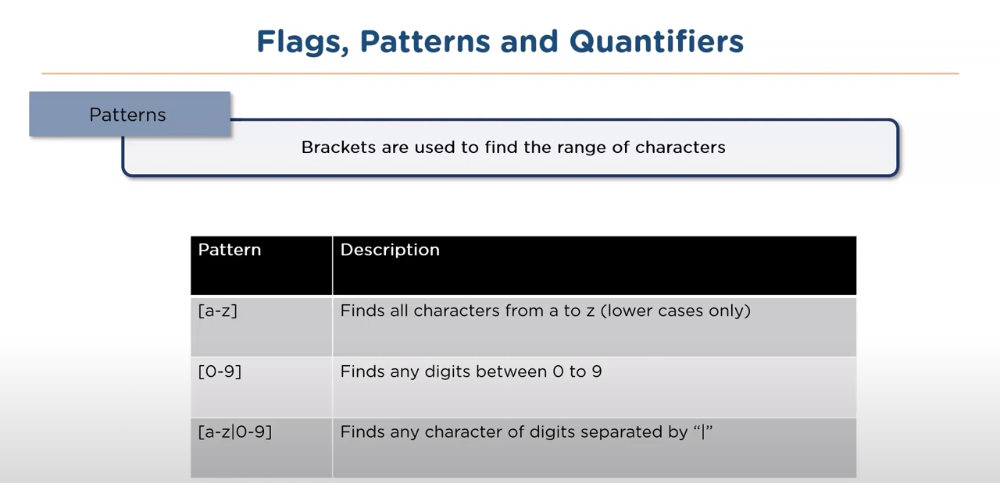 Flags, Patterns and Quantifiers
Patterns
Brackets are used to find the range of characters
Pattern Description
[a-z] Finds all characters from a to z (lower cases only)
[0-9] Finds any digits between 0 to 9
[a-z|0-9] Finds any character of digits separated by “|”